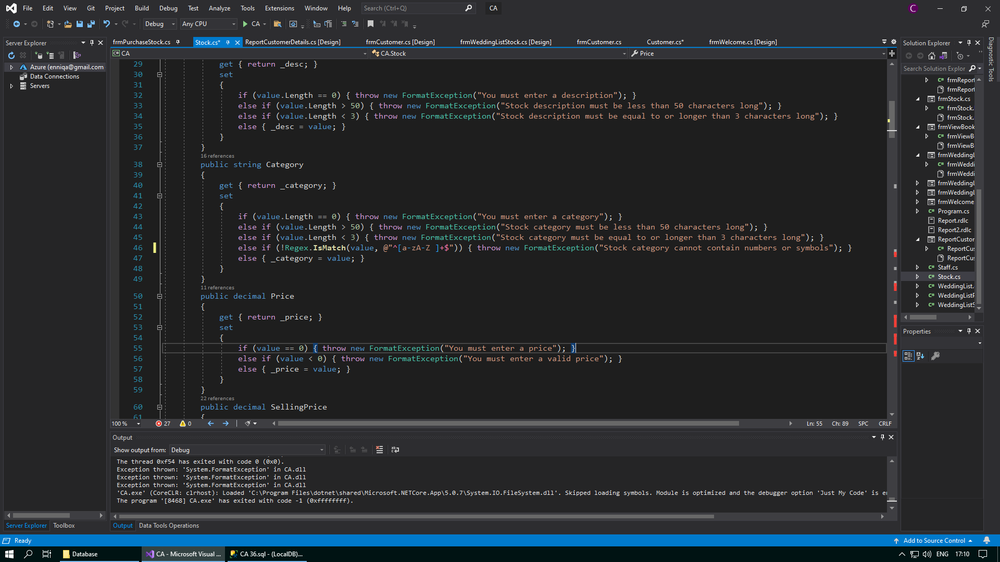 File Edit View Git Project Build Debug Test Analyze Tools Extensions Window Help Search (Ctrl+Q) CA C
Debug Any CPU CA
Server Explorer
Azure (enniqa@gmail.com
Data Connections
Servers
Server Explorer Toolbox
frmPurchaseStock.cs Stock.cs* ReportCustomerDetails.cs [Design] frmCustomer.cs [Design] frmWeddingListStock.cs [Design] frmCustomer.cs Customer.cs* frmWelcome.cs [Design]
C# CA CA.Stock Price
29 get { return _desc; }
30 set
31 {
32 if (value.Length == 0) { throw new FormatException("You must enter a description"); }
33 else if (value.Length > 50) { throw new FormatException("Stock description must be less than 50 characters long"); }
34 else if (value.Length < 3) { throw new FormatException("Stock description must be equal to or longer than 3 characters long"); }
35 else { _desc = value; }
36 }
37 }
16 references
38 public string Category
39 {
40 get { return _category; }
41 set
42 {
43 if (value.Length == 0) { throw new FormatException("You must enter a category"); }
44 else if (value.Length > 50) { throw new FormatException("Stock category must be less than 50 characters long"); }
45 else if (value.Length < 3) { throw new FormatException("Stock category must be equal to or longer than 3 characters long"); }
46 else if (!Regex.IsMatch(value, @"^[a-zA-Z ]+$")) { throw new FormatException("Stock category cannot contain numbers or symbols"); }
47 else { _category = value; }
48 }
49 }
11 references
50 public decimal Price
51 {
52 get { return _price; }
53 set
54 {
55 if (value == 0) { throw new FormatException("You must enter a price"); }
56 else if (value < 0) { throw new FormatException("You must enter a valid price"); }
57 else { _price = value; }
58 }
59 }
22 references
60 public decimal SellingPrice
61 {
100 % 27 0 Ln: 55 Ch: 89 SPC CRLF
Output
Show output from: Debug
The thread 0xf54 has exited with code 0 (0x0).
Exception thrown: 'System.FormatException' in CA.dll
Exception thrown: 'System.FormatException' in CA.dll
Exception thrown: 'System.FormatException' in CA.dll
'CA.exe' (CoreCLR: clrhost): Loaded 'C:\Program Files\dotnet\shared\Microsoft.NETCore.App\5.0.7\System.IO.FileSystem.dll'. Skipped loading symbols. Module is optimized and the debugger option 'Just My Code' is en
The program '[8468] CA.exe' has exited with code -1 (0xffffffff).
Output Data Tools Operations
Solution Explorer
Search Solution Explor
C# frmReport
frmReport
frmStock.cs
C# frmStock.
frmStock.
frmViewBook
C# frmViewB
frmViewB
frmWeddingL
C# frmWeddi
frmWeddi
frmWeddingL
frmWeddingL
frmWelcome
C# Program.cs
Report.rdlc
Report2.rdlc
ReportCustor
C# ReportCus
ReportCus
C# Staff.cs
C# Stock.cs
C# WeddingList.
C# WeddingListF
C# WeddingListS
Properties
Diagnostic Tools
Ready Add to Source Control
Database CA - Microsoft Visual ... CA 36.sql - (LocalDB)... ENG 17:10